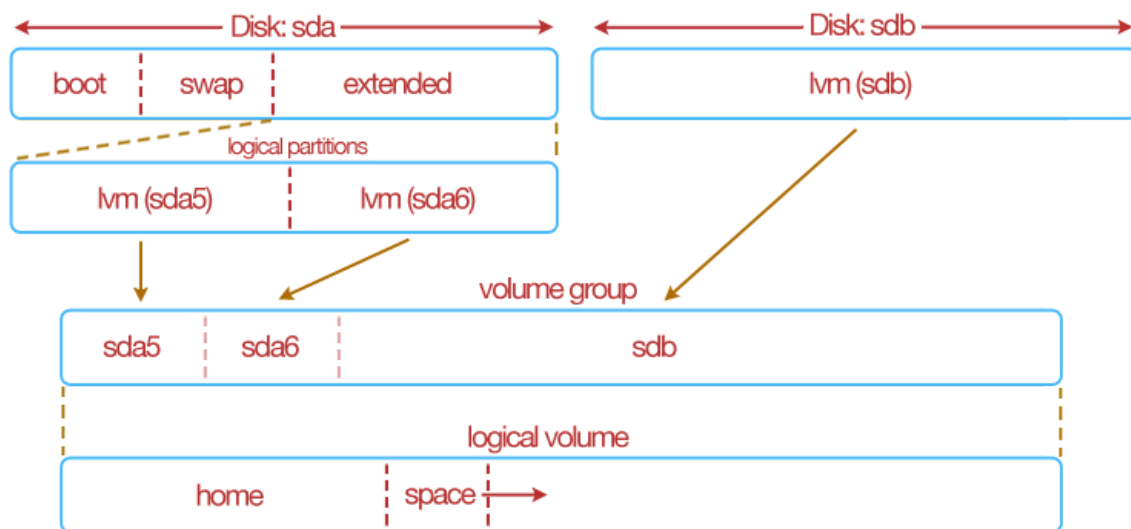 Disk: sda
Disk: sdb
boot swap extended
lvm (sdb)
logical partitions
lvm (sda5) lvm (sda6)
volume group
sda5 sda6 sdb
logical volume
home space